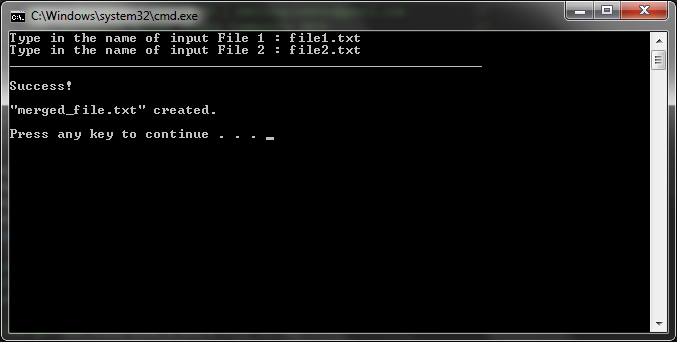 C:\Windows\system32\cmd.exe
Type in the name of input File 1 : file1.txt
Type in the name of input File 2 : file2.txt
Success!
"merged_file.txt" created.
Press any key to continue . . . _